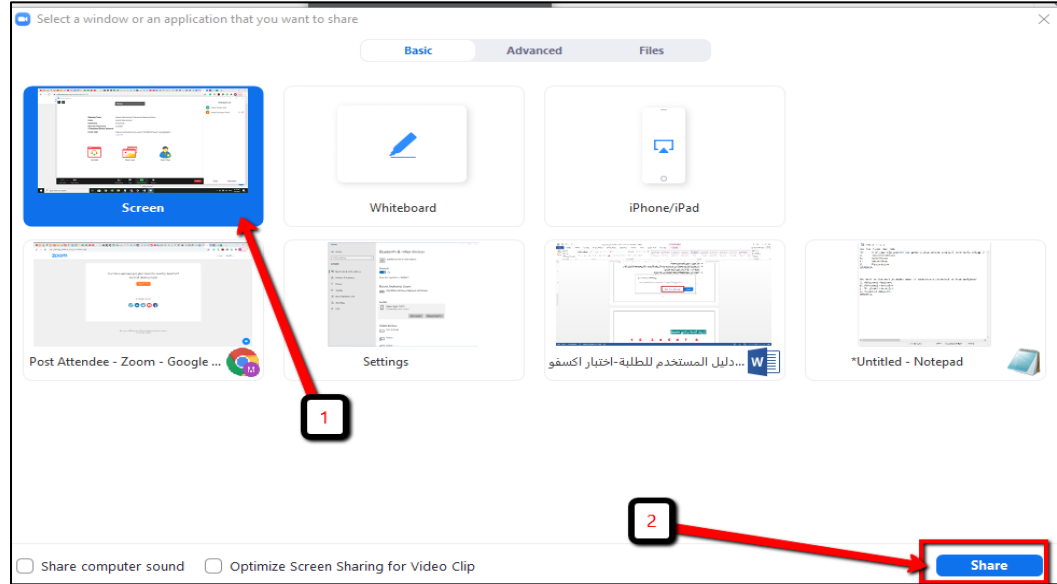 Select a window or an application that you want to share
Basic Advanced Files
Screen
Whiteboard
iPhone/iPad
zoom
Post Attendee - Zoom - Google ...
Settings
دليل المستخدم للطلبة-اختبار اكسفو...
*Untitled - Notepad
1
2
Share computer sound
Optimize Screen Sharing for Video Clip
Share